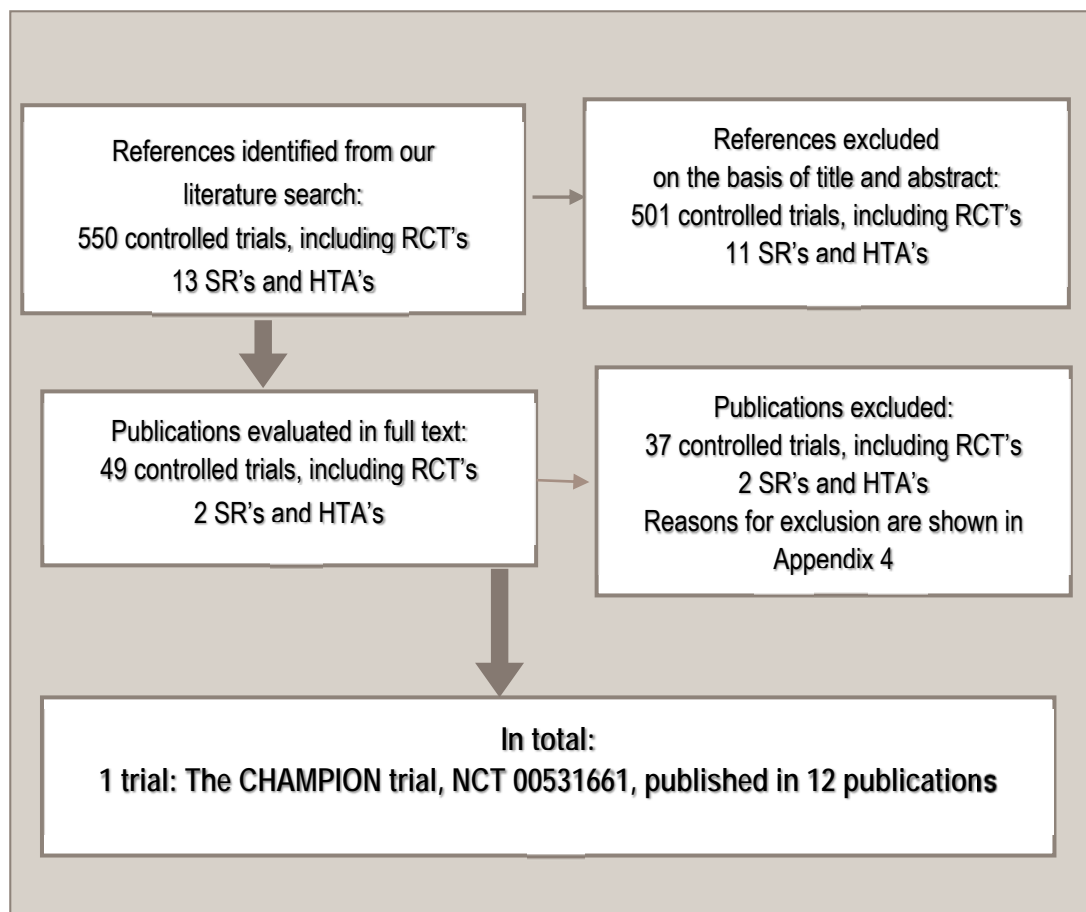 References identified from our
literature search:
550 controlled trials, including RCT’s
13 SR’s and HTA’s
References excluded
on the basis of title and abstract:
501 controlled trials, including RCT’s
11 SR’s and HTA’s
Publications evaluated in full text:
49 controlled trials, including RCT’s
2 SR’s and HTA’s
Publications excluded:
37 controlled trials, including RCT’s
2 SR’s and HTA’s
Reasons for exclusion are shown in
Appendix 4
In total:
1 trial: The CHAMPION trial, NCT 00531661, published in 12 publications